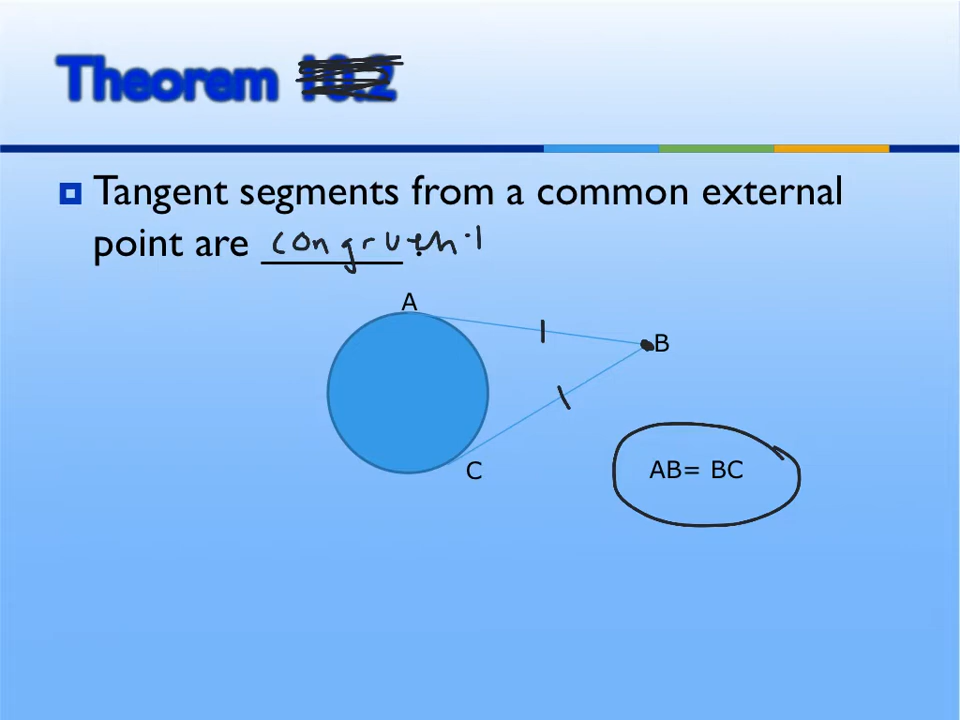 Theorem 10.2
Tangent segments from a common external
point are congruent.
A
B
C
AB= BC